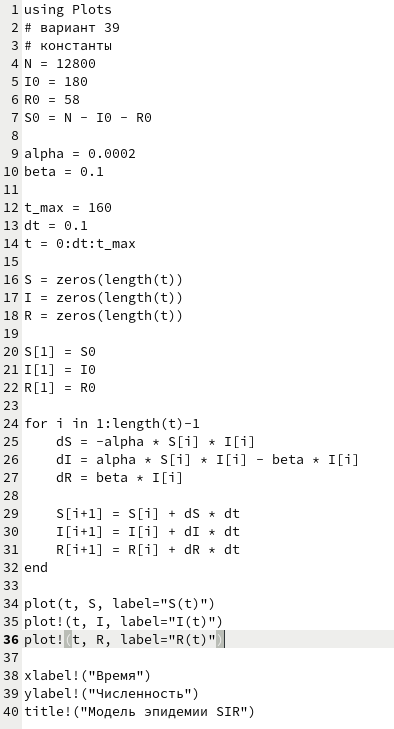 1 using Plots
2 # вариант 39
3 # константы
4 N = 12800
5 I0 = 180
6 R0 = 58
7 S0 = N - I0 - R0
8
9 alpha = 0.0002
10 beta = 0.1
11
12 t_max = 160
13 dt = 0.1
14 t = 0:dt:t_max
15
16 S = zeros(length(t))
17 I = zeros(length(t))
18 R = zeros(length(t))
19
20 S[1] = S0
21 I[1] = I0
22 R[1] = R0
23
24 for i in 1:length(t)-1
25     dS = -alpha * S[i] * I[i]
26     dI = alpha * S[i] * I[i] - beta * I[i]
27     dR = beta * I[i]
28
29     S[i+1] = S[i] + dS * dt
30     I[i+1] = I[i] + dI * dt
31     R[i+1] = R[i] + dR * dt
32 end
33
34 plot(t, S, label="S(t)")
35 plot!(t, I, label="I(t)")
36 plot!(t, R, label="R(t)")
37
38 xlabel!("Время")
39 ylabel!("Численность")
40 title!("Модель эпидемии SIR")